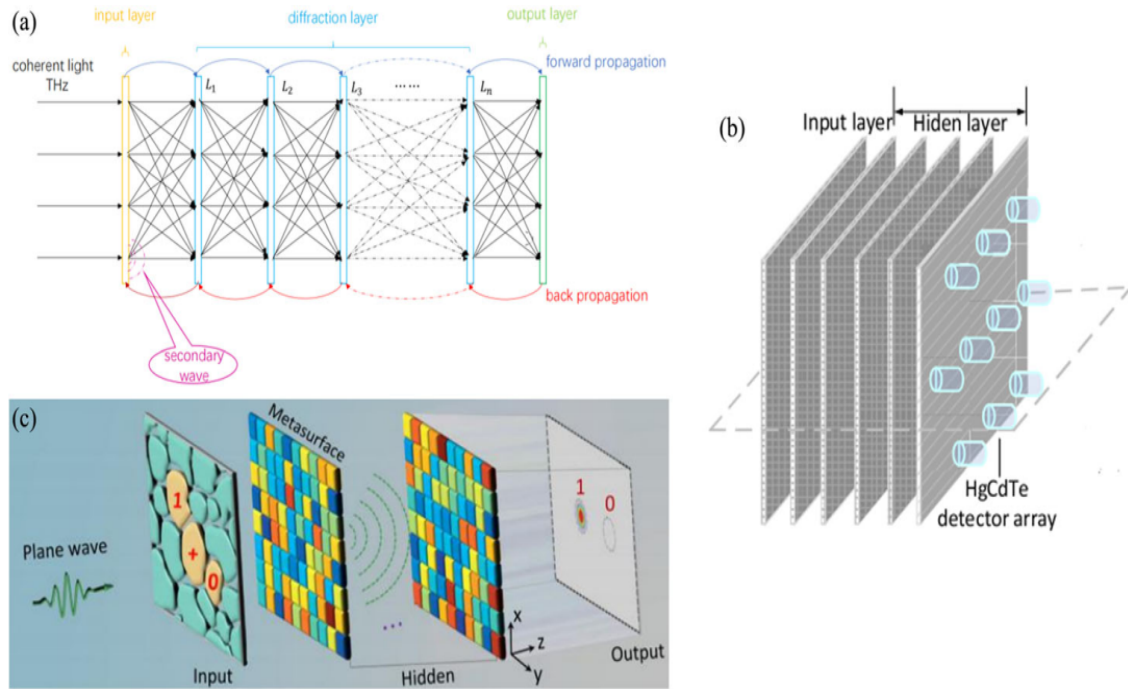 (a)
input layer
diffraction layer
output layer
coherent light
THz
forward propagation
L₁
L₂
L₃
......
Lₙ
back propagation
secondary
wave
(b)
Input layer
Hiden layer
HgCdTe
detector array
(c)
Plane wave
1
+
0
Input
Metasurface
...
Hidden
x
z
y
1
0
Output